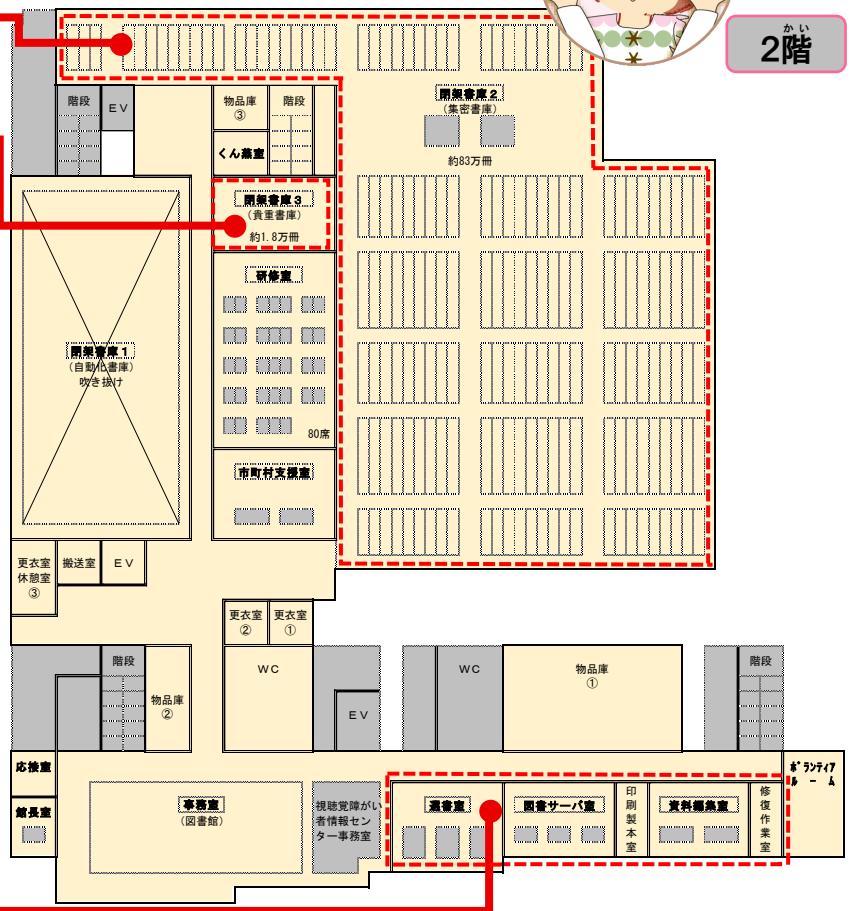 かい
2階
階段
EV
物品庫
③
階段
くん蒸室
閉架書庫2
(集密書庫)
約83万冊
閉架書庫3
(貴重書庫)
約1.8万冊
研修室
80席
閉架書庫1
(自動化書庫)
吹き抜け
市町村支援室
更衣室
休憩室
③
搬送室
EV
更衣室
②
更衣室
①
階段
物品庫
②
WC
EV
WC
物品庫
①
階段
応接室
館長室
事務室
(図書館)
視聴覚障がい
者情報セン
ター事務室
選書室
図書サーバ室
印刷製本室
資料編集室
修復作業室
ボランティア
ルーム